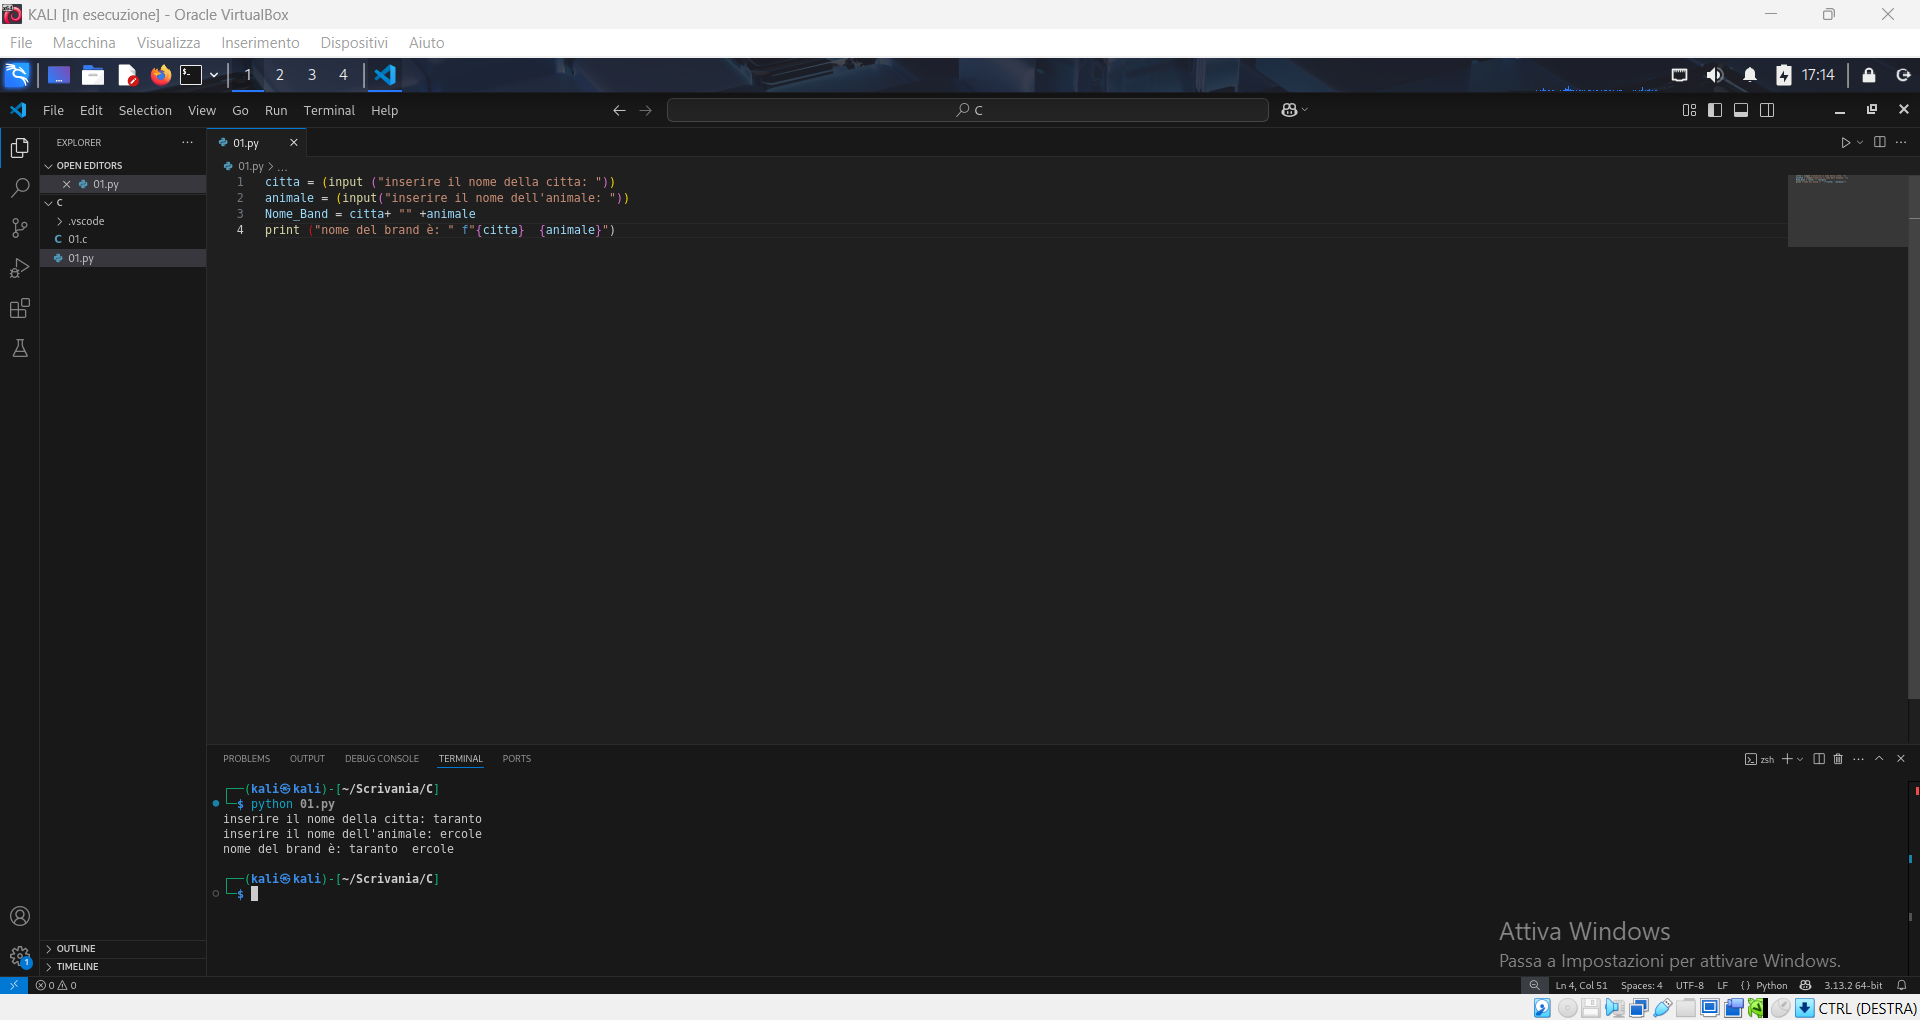 KALI [In esecuzione] - Oracle VirtualBox
File Macchina Visualizza Inserimento Dispositivi Aiuto
1 2 3 4 17:14
File Edit Selection View Go Run Terminal Help C
EXPLORER
OPEN EDITORS
01.py
C
.vscode
C 01.c
01.py
01.py
01.py > ...
1 citta = (input ("inserire il nome della citta: "))
2 animale = (input("inserire il nome dell'animale: "))
3 Nome_Band = citta+ "" +animale
4 print ("nome del brand è: " f"{citta}  {animale}")
PROBLEMS OUTPUT DEBUG CONSOLE TERMINAL PORTS
zsh
┌──(kali㉿kali)-[~/Scrivania/C]
└─$ python 01.py
inserire il nome della citta: taranto
inserire il nome dell'animale: ercole
nome del brand è: taranto  ercole
┌──(kali㉿kali)-[~/Scrivania/C]
└─$
OUTLINE
TIMELINE
1
Attiva Windows
Passa a Impostazioni per attivare Windows.
0 0
Ln 4, Col 51 Spaces: 4 UTF-8 LF {} Python 3.13.2 64-bit
CTRL (DESTRA)